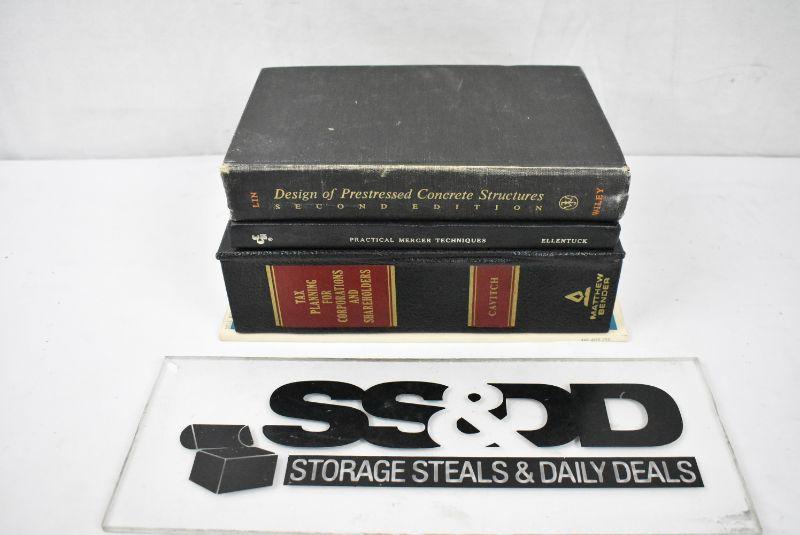 LIN
Design of Prestressed Concrete Structures
SECOND EDITION
WILEY
PRACTICAL MERGER TECHNIQUES
ELLENTUCK
TAX
PLANNING
FOR
CORPORATIONS
AND
SHAREHOLDERS
CAVITCH
MATTHEW
BENDER
SS&DD
STORAGE STEALS & DAILY DEALS